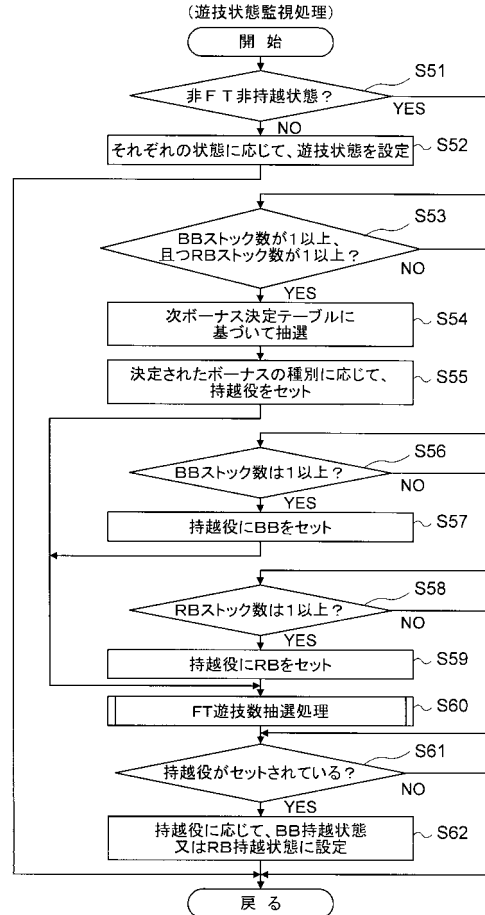 (遊技状態監視処理)
開 始
S51
非FT非持越状態?
YES
NO
それぞれの状態に応じて、遊技状態を設定
S52
S53
BBストック数が1以上、
且つRBストック数が1以上?
NO
YES
次ボーナス決定テーブルに
基づいて抽選
S54
決定されたボーナスの種別に応じて、
持越役をセット
S55
S56
BBストック数は1以上?
NO
YES
持越役にBBをセット
S57
S58
RBストック数は1以上?
NO
YES
持越役にRBをセット
S59
FT遊技数抽選処理
S60
S61
持越役がセットされている?
NO
YES
持越役に応じて、BB持越状態
又はRB持越状態に設定
S62
戻 る